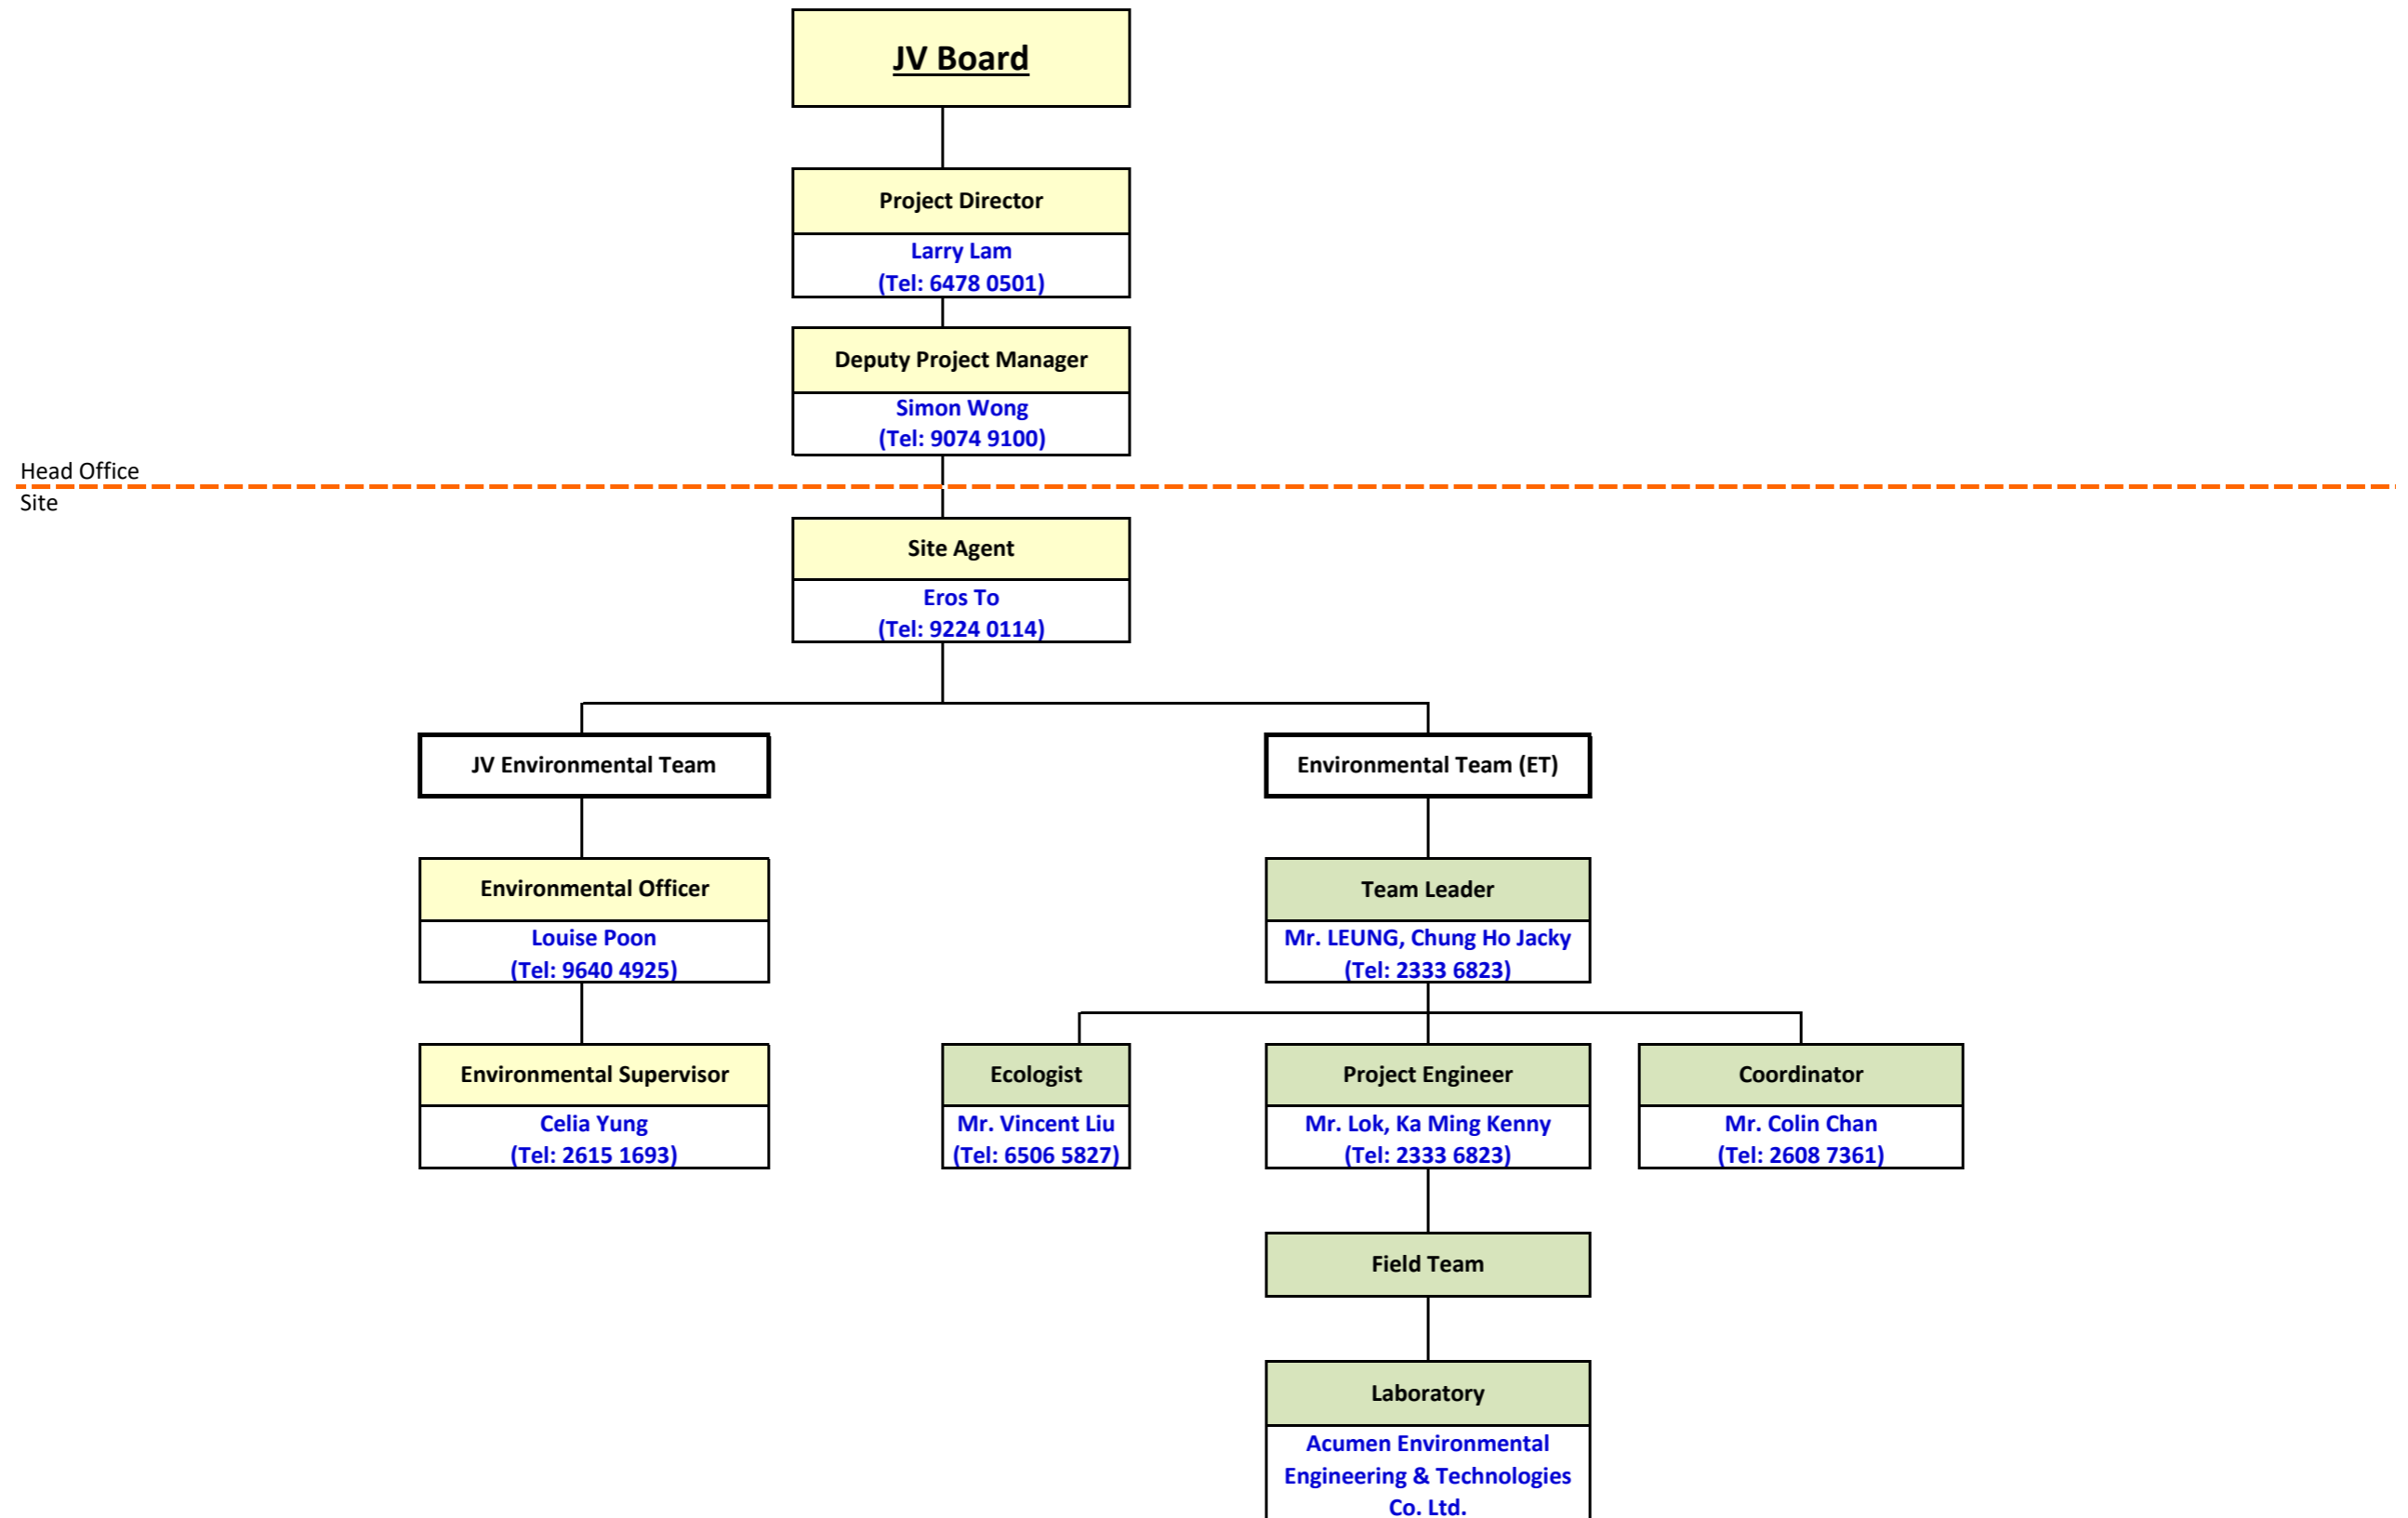 JV Board
Project Director
Larry Lam
(Tel: 6478 0501)
Deputy Project Manager
Simon Wong
(Tel: 9074 9100)
Head Office
Site
Site Agent
Eros To
(Tel: 9224 0114)
JV Environmental Team
Environmental Team (ET)
Environmental Officer
Louise Poon
(Tel: 9640 4925)
Team Leader
Mr. LEUNG, Chung Ho Jacky
(Tel: 2333 6823)
Environmental Supervisor
Celia Yung
(Tel: 2615 1693)
Ecologist
Mr. Vincent Liu
(Tel: 6506 5827)
Project Engineer
Mr. Lok, Ka Ming Kenny
(Tel: 2333 6823)
Coordinator
Mr. Colin Chan
(Tel: 2608 7361)
Field Team
Laboratory
Acumen Environmental
Engineering & Technologies
Co. Ltd.